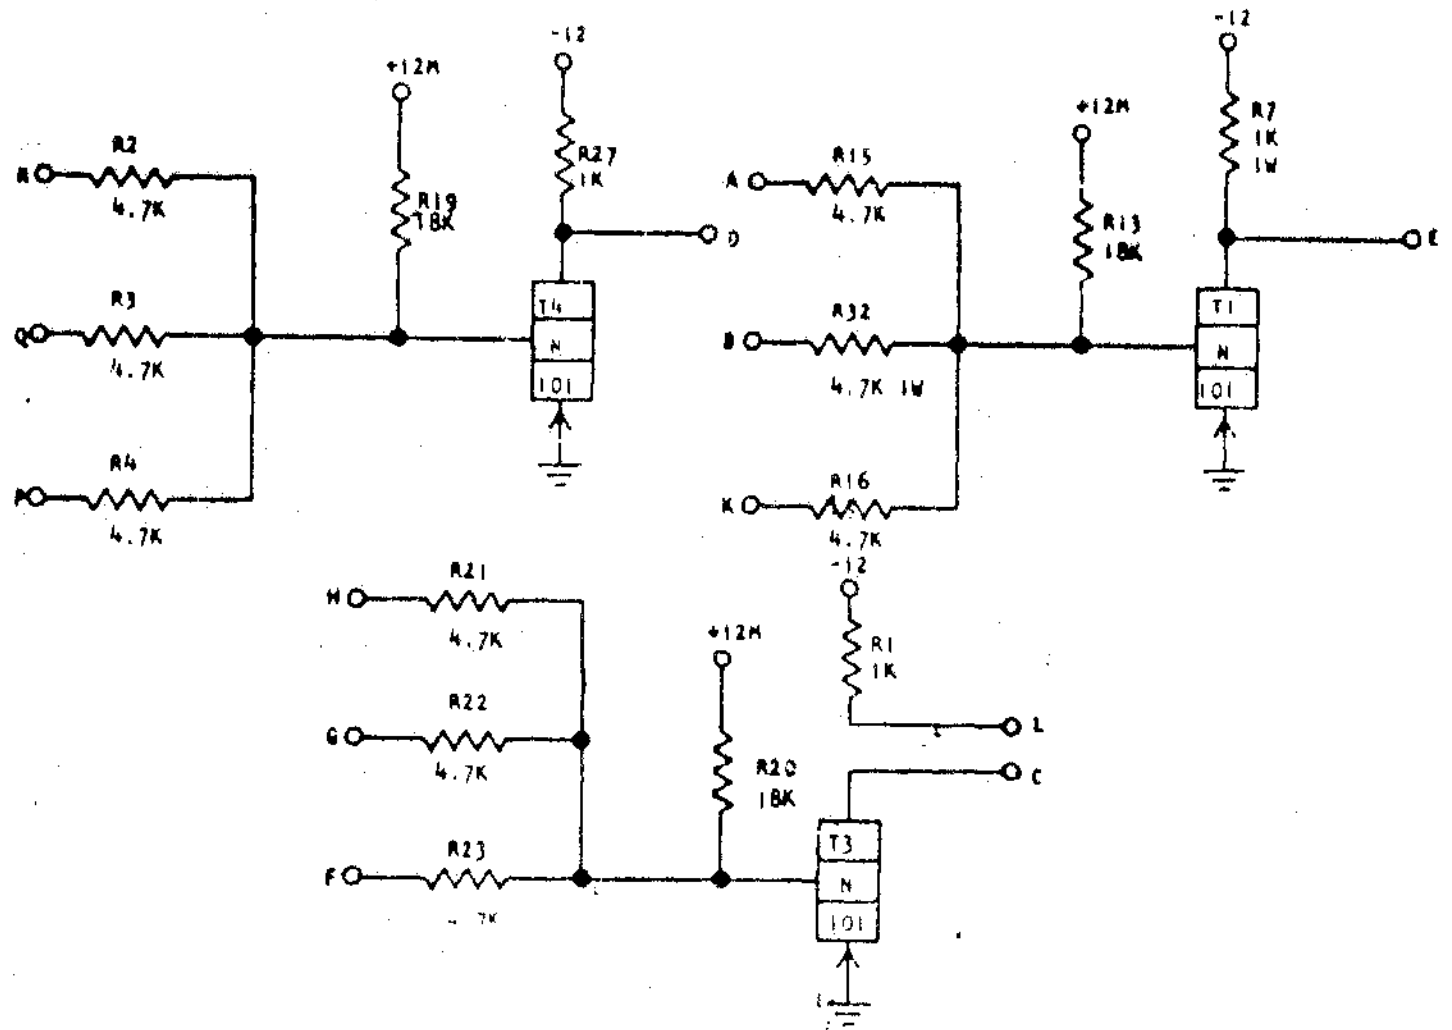 -12
+12M
R2
4.7K
R19
18K
R27
1K
D
R3
4.7K
T4
N
101
R4
4.7K
-12
+12M
R7
1K
1W
A
R15
4.7K
R13
18K
E
B
R32
4.7K 1W
T1
N
101
K
R16
4.7K
H
R21
4.7K
G
R22
4.7K
F
R23
7K
+12M
R20
18K
-12
R1
1K
L
C
T3
N
101